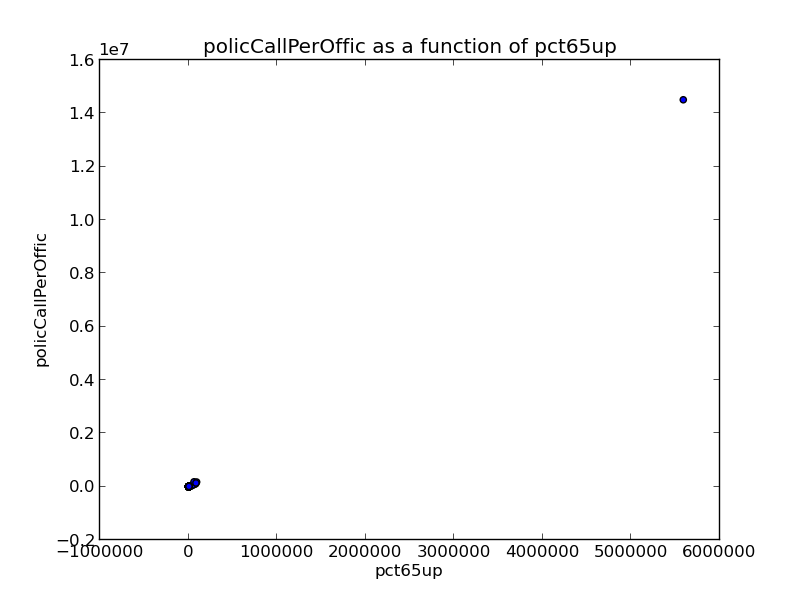 policCallPerOffic as a function of pct65up
1e7
1.6
1.4
1.2
1.0
0.8
0.6
0.4
0.2
0.0
−0.2
policCallPerOffic
−1000000 0 1000000 2000000 3000000 4000000 5000000 6000000
pct65up